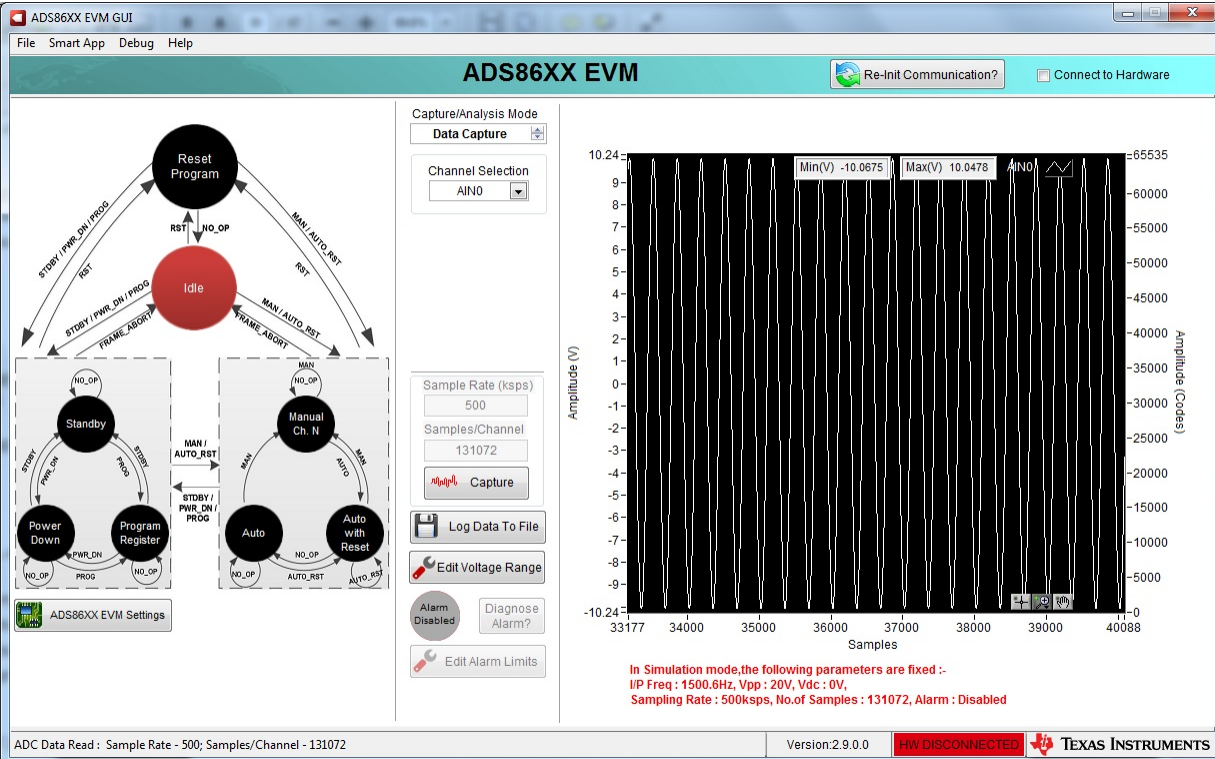 ADS86XX EVM GUI
File Smart App Debug Help
ADS86XX EVM
Re-Init Communication?
Connect to Hardware
Reset
Program
STDBY / PWR_DN / PROG
RST
RST
NO_OP
MAN / AUTO_RST
RST
Idle
STDBY / PWR_DN / PROG
FRAME_ABORT
MAN / AUTO_RST
FRAME_ABORT
NO_OP
Standby
STDBY
PWR_DN
STDBY
PROG
Power
Down
Program
Register
PWR_DN
PROG
NO_OP
NO_OP
MAN /
AUTO_RST
STDBY /
PWR_DN /
PROG
MAN
NO_OP
Manual
Ch. N
MAN
MAN
AUTO
Auto
Auto
with
Reset
NO_OP
AUTO_RST
NO_OP
AUTO_RST
ADS86XX EVM Settings
Capture/Analysis Mode
Data Capture
Channel Selection
AIN0
Sample Rate (ksps)
500
Samples/Channel
131072
Capture
Log Data To File
Edit Voltage Range
Alarm
Disabled
Diagnose
Alarm?
Edit Alarm Limits
Min(V) -10.0675
Max(V) 10.0478
AIN0
Amplitude (V)
10.24
9
8
7
6
5
4
3
2
1
0
-1
-2
-3
-4
-5
-6
-7
-8
-9
-10.24
65535
60000
55000
50000
45000
40000
35000
30000
25000
20000
15000
10000
5000
0
Amplitude (Codes)
33177 34000 35000 36000 37000 38000 39000 40088
Samples
In Simulation mode,the following parameters are fixed :-
I/P Freq : 1500.6Hz, Vpp : 20V, Vdc : 0V,
Sampling Rate : 500ksps, No.of Samples : 131072, Alarm : Disabled
ADC Data Read : Sample Rate - 500; Samples/Channel - 131072
Version:2.9.0.0
HW DISCONNECTED
TEXAS INSTRUMENTS